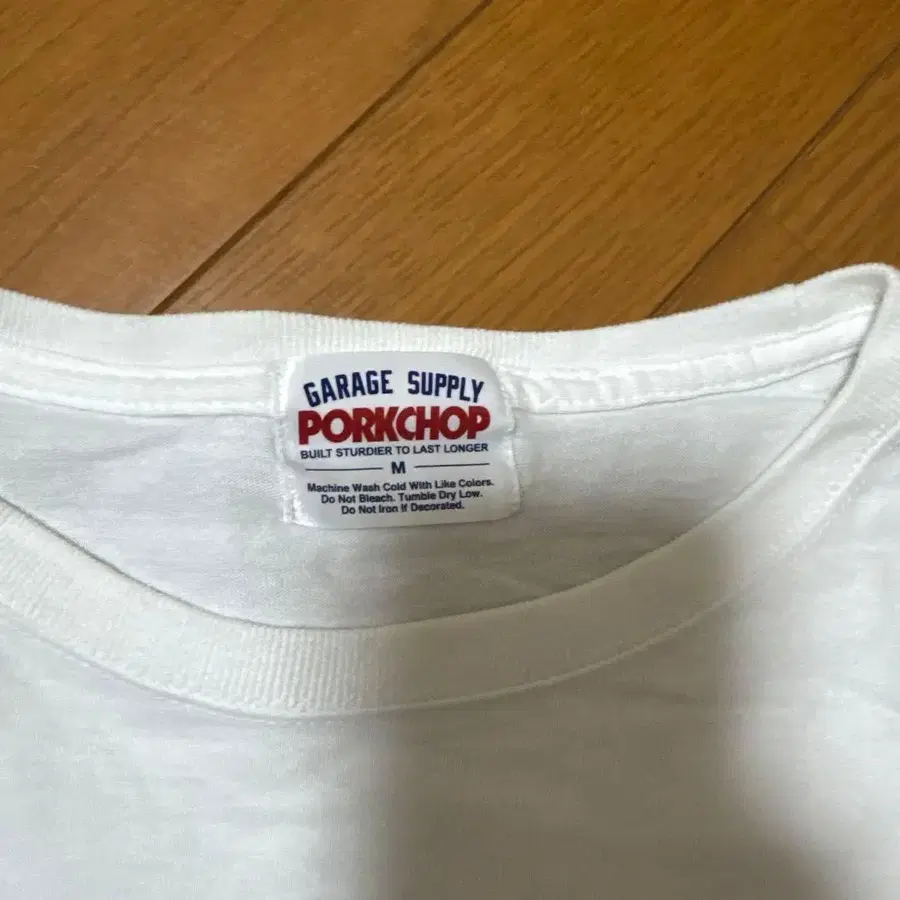 GARAGE SUPPLY
PORKCHOP
BUILT STURDIER TO LAST LONGER
M
Machine Wash Cold With Like Colors.
Do Not Bleach. Tumble Dry Low.
Do Not Iron If Decorated.